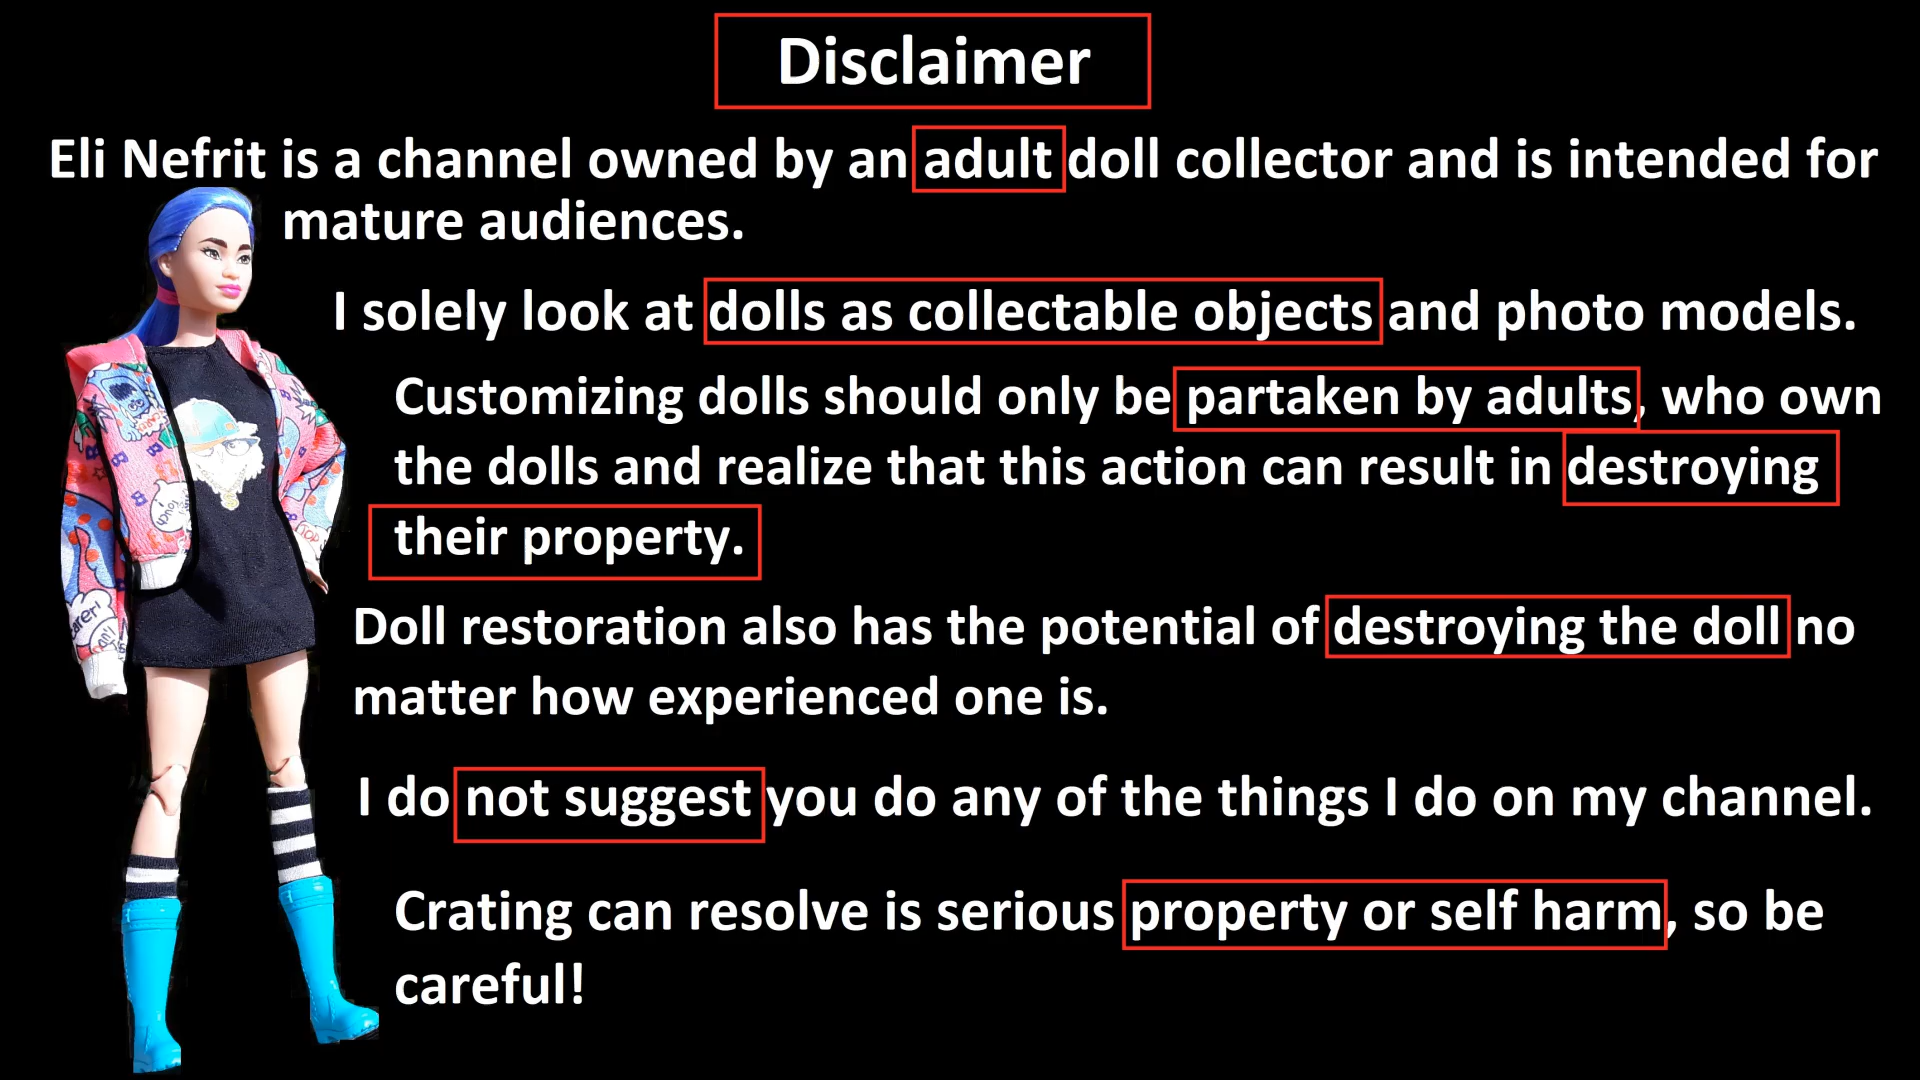 Disclaimer
Eli Nefrit is a channel owned by an adult doll collector and is intended for
mature audiences.
I solely look at dolls as collectable objects and photo models.
Customizing dolls should only be partaken by adults, who own
the dolls and realize that this action can result in destroying
their property.
Doll restoration also has the potential of destroying the doll no
matter how experienced one is.
I do not suggest you do any of the things I do on my channel.
Crating can resolve is serious property or self harm, so be
careful!